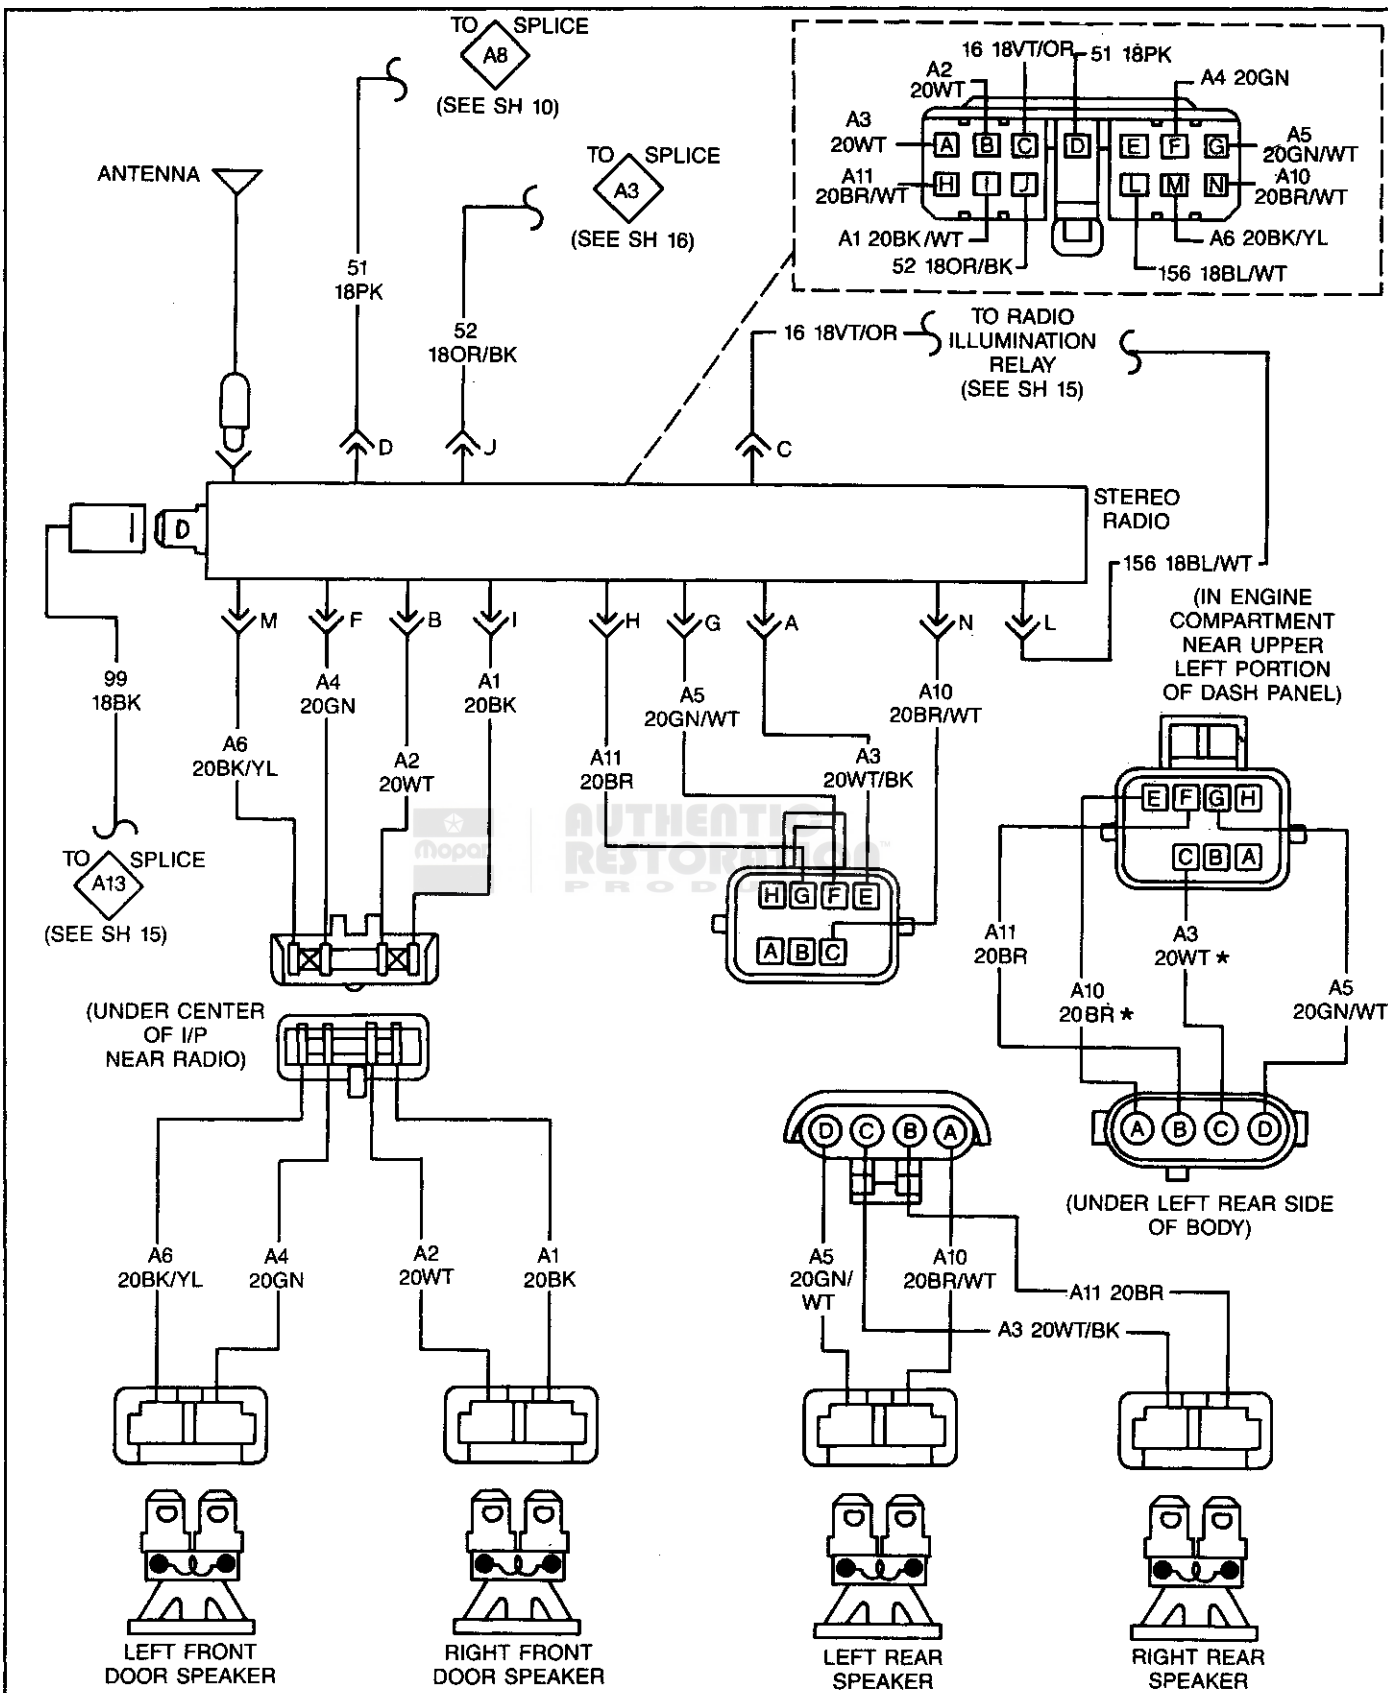 TO SPLICE
A8
(SEE SH 10)
TO SPLICE
A3
(SEE SH 16)
ANTENNA
51
18PK
52
18OR/BK
16 18VT/OR
51 18PK
A2
20WT
A4 20GN
A3
20WT
A B C D E F G
A5
20GN/WT
A11
20BR/WT
H I J L M N
A10
20BR/WT
A1 20BK/WT
A6 20BK/YL
52 18OR/BK
156 18BL/WT
16 18VT/OR
TO RADIO
ILLUMINATION
RELAY
(SEE SH 15)
D
J
C
STEREO
RADIO
D
156 18BL/WT
M F B I H G A N L
(IN ENGINE
COMPARTMENT
NEAR UPPER
LEFT PORTION
OF DASH PANEL)
99
18BK
A6
20BK/YL
A4
20GN
A2
20WT
A1
20BK
A11
20BR
A5
20GN/WT
A3
20WT/BK
A10
20BR/WT
TO SPLICE
A13
(SEE SH 15)
Mopar
AUTHENTIC
RESTORATION™
PRODU
H G F E
A B C
E F G H
C B A
A11
20BR
A3
20WT *
A10
20BR *
A5
20GN/WT
(UNDER CENTER
OF I/P
NEAR RADIO)
D C B A
A B C D
(UNDER LEFT REAR SIDE
OF BODY)
A6
20BK/YL
A4
20GN
A2
20WT
A1
20BK
A5
20GN/
WT
A10
20BR/WT
A11 20BR
A3 20WT/BK
LEFT FRONT
DOOR SPEAKER
RIGHT FRONT
DOOR SPEAKER
LEFT REAR
SPEAKER
RIGHT REAR
SPEAKER